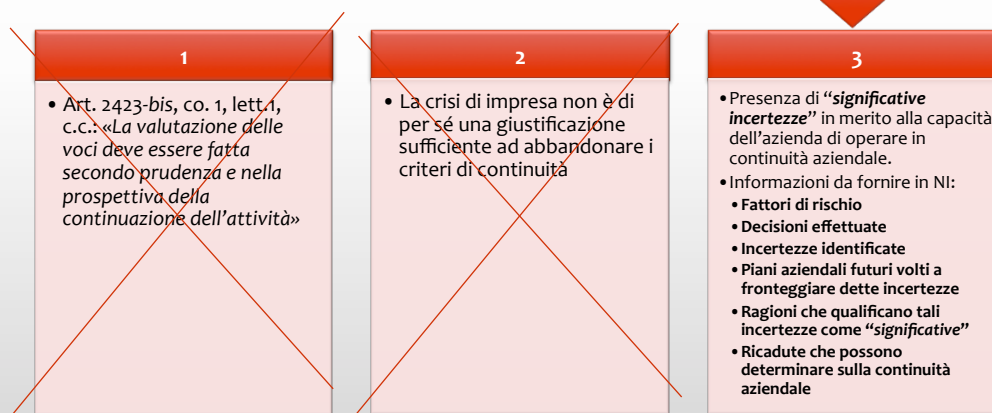 1
• Art. 2423-bis, co. 1, lett.1,
c.c.: «La valutazione delle
voci deve essere fatta
secondo prudenza e nella
prospettiva della
continuazione dell'attività»
2
• La crisi di impresa non è di
per sé una giustificazione
sufficiente ad abbandonare i
criteri di continuità
3
• Presenza di "significative
incertezze" in merito alla capacità
dell'azienda di operare in
continuità aziendale.
• Informazioni da fornire in NI:
• Fattori di rischio
• Decisioni effettuate
• Incertezze identificate
• Piani aziendali futuri volti a
fronteggiare dette incertezze
• Ragioni che qualificano tali
incertezze come "significative"
• Ricadute che possono
determinare sulla continuità
aziendale